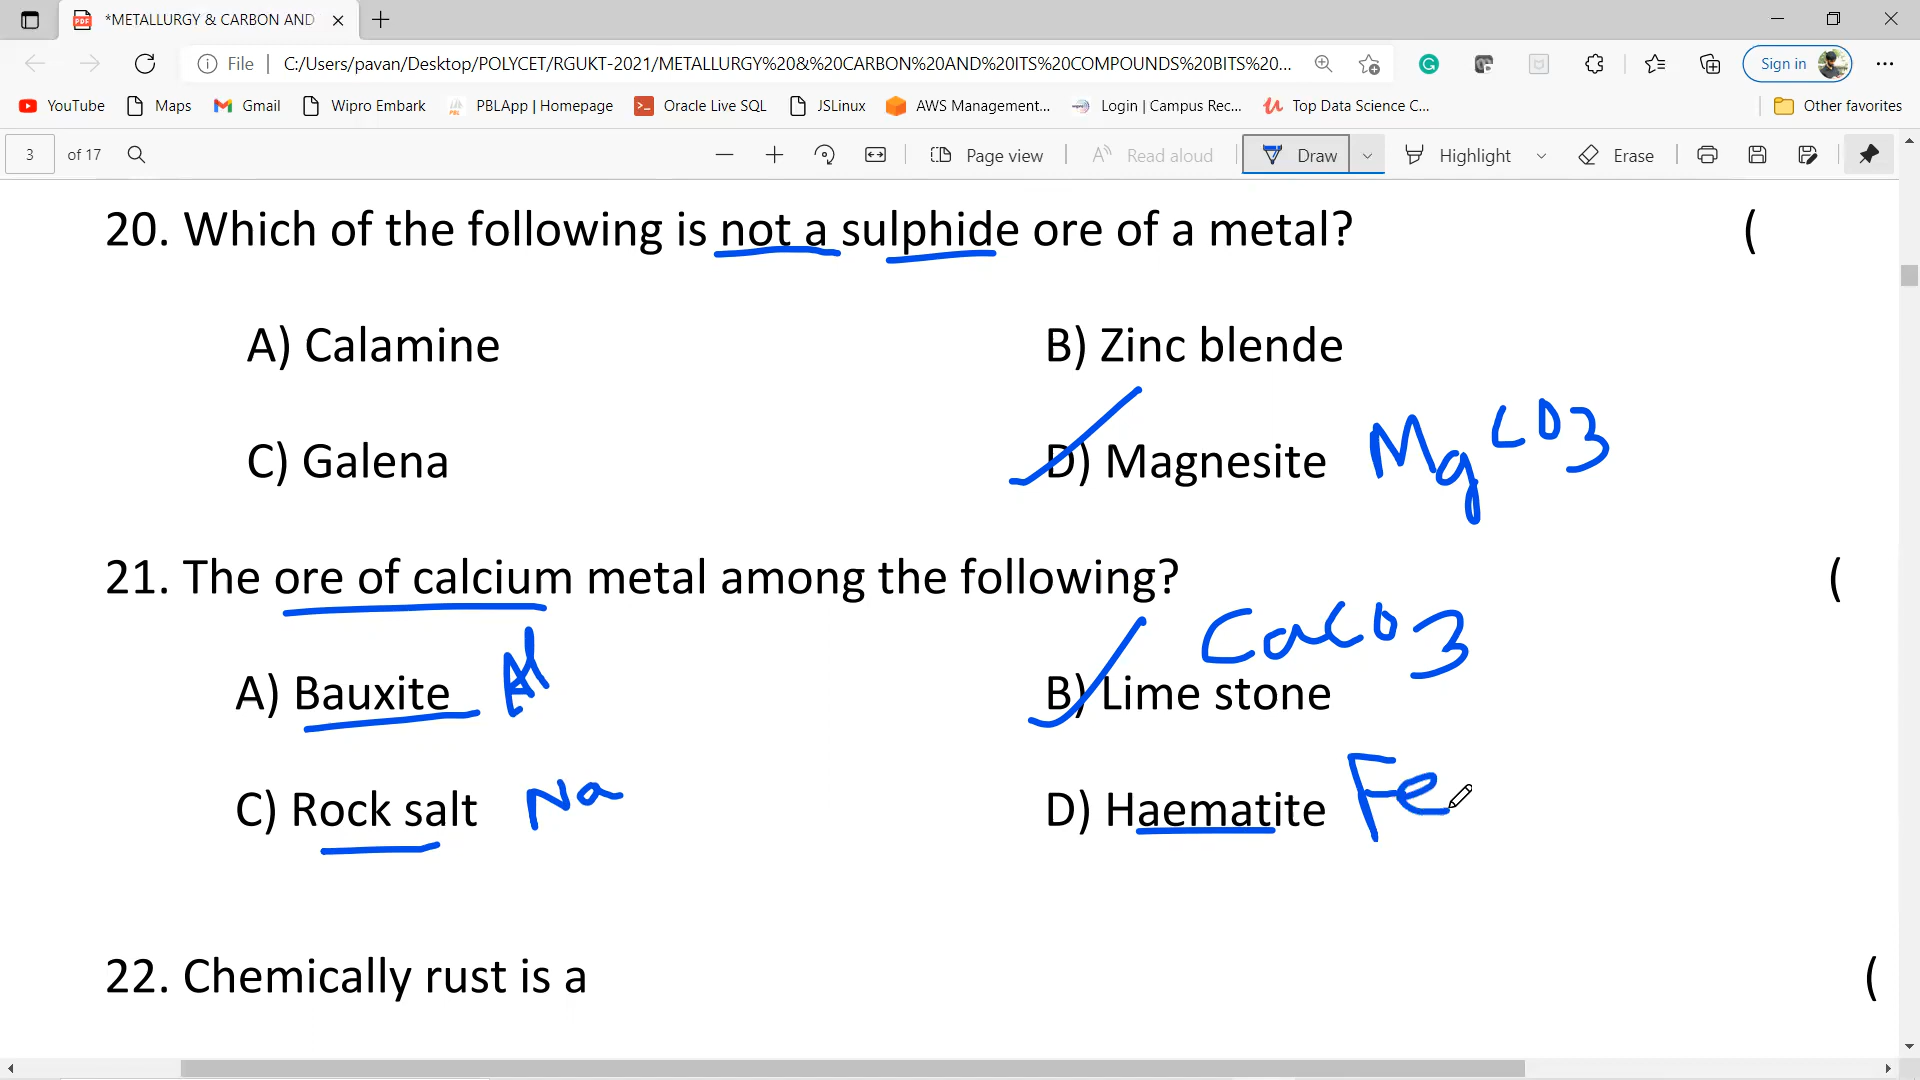 *METALLURGY & CARBON AND
File
C:/Users/pavan/Desktop/POLYCET/RGUKT-2021/METALLURGY%20&%20CARBON%20AND%20ITS%20COMPOUNDS%20BITS%20...
Sign in
YouTube Maps Gmail Wipro Embark PBLApp | Homepage Oracle Live SQL JSLinux AWS Management... Login | Campus Rec... Top Data Science C... Other favorites
3 of 17 Page view Read aloud Draw Highlight Erase
20. Which of the following is not a sulphide ore of a metal? (
A) Calamine B) Zinc blende
C) Galena D) Magnesite MgCO3
21. The ore of calcium metal among the following? (
CaCO3
A) Bauxite Al B) Lime stone
C) Rock salt Na D) Haematite Fe
22. Chemically rust is a (